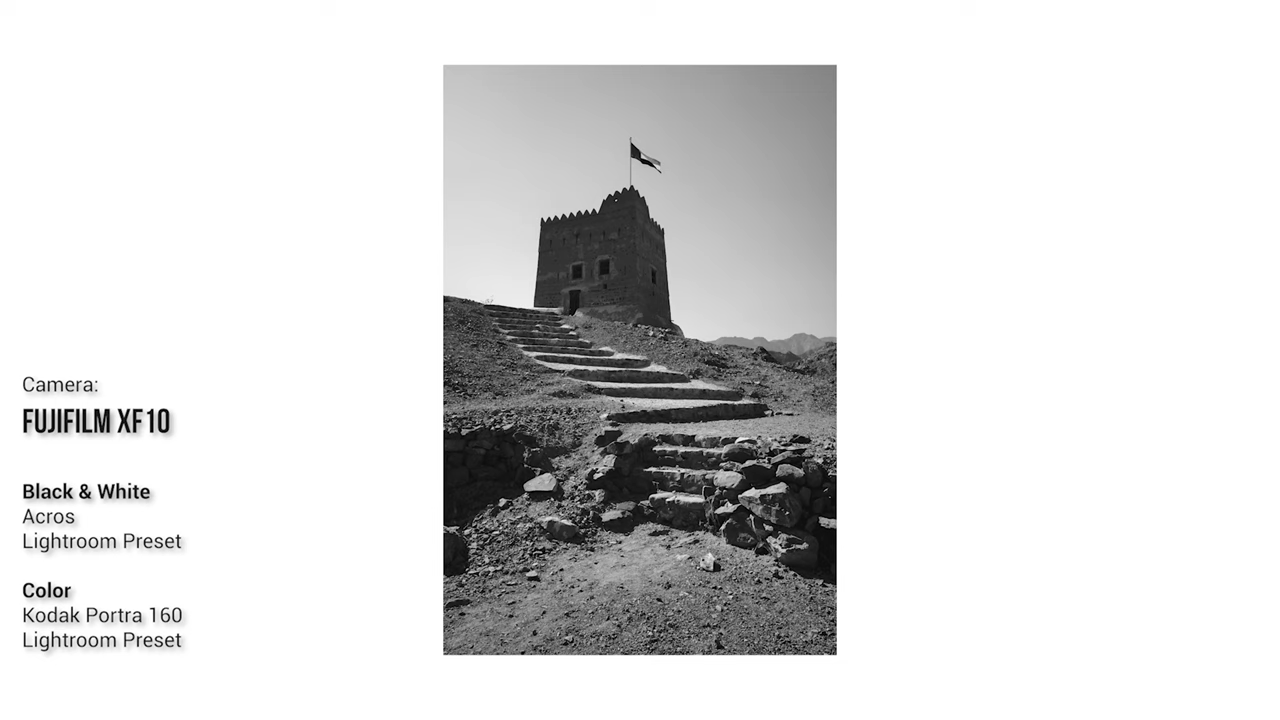 Camera:
FUJIFILM XF10
Black & White
Acros
Lightroom Preset
Color
Kodak Portra 160
Lightroom Preset